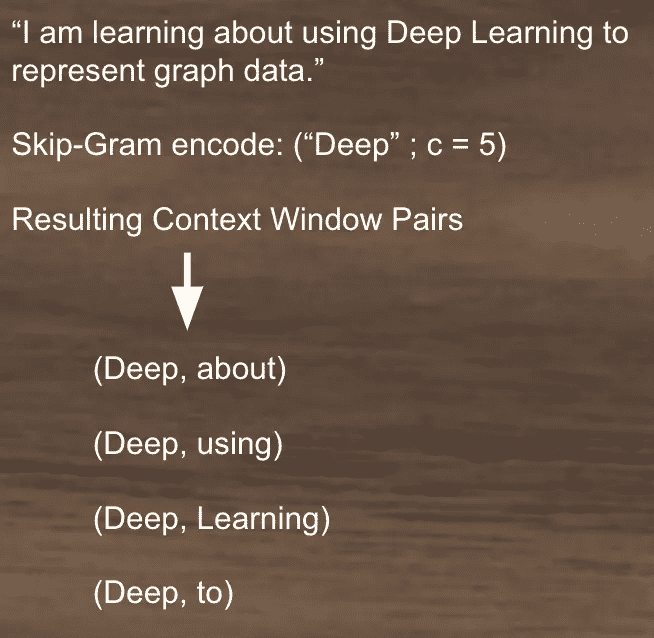 “I am learning about using Deep Learning to
represent graph data.”
Skip-Gram encode: (“Deep” ; c = 5)
Resulting Context Window Pairs
(Deep, about)
(Deep, using)
(Deep, Learning)
(Deep, to)